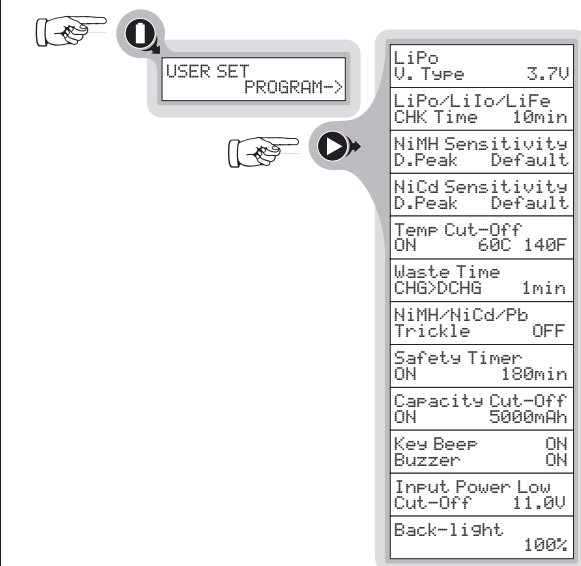 USER SET
PROGRAM->
LiPo
V. Type 3.7V
LiPo/LiIo/LiFe
CHK Time 10min
NiMH Sensitivity
D.Peak Default
NiCd Sensitivity
D.Peak Default
Temp Cut-Off
ON 60C 140F
Waste Time
CHG>DCHG 1min
NiMH/NiCd/Pb
Trickle OFF
Safety Timer
ON 180min
Capacity Cut-Off
ON 5000mAh
Key Beep ON
Buzzer ON
Input Power Low
Cut-Off 11.0V
Back-light
100%